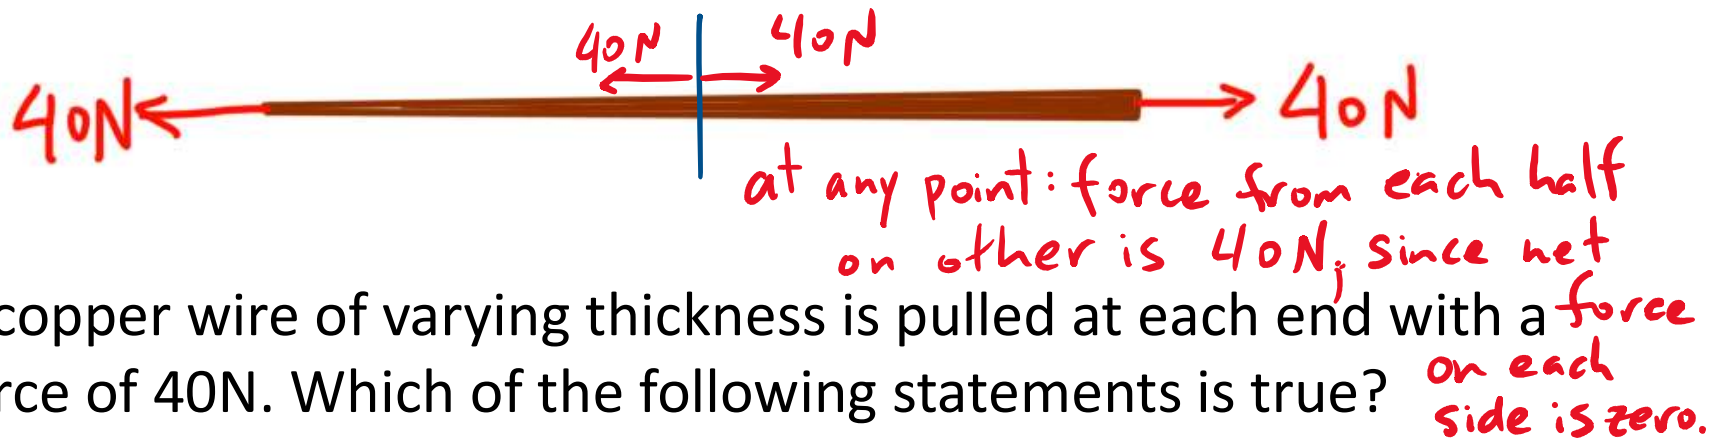 40N 40N
40N 40N
at any point: force from each half
on other is 40N, since net
copper wire of varying thickness is pulled at each end with a force
rce of 40N. Which of the following statements is true? on each
side is zero.